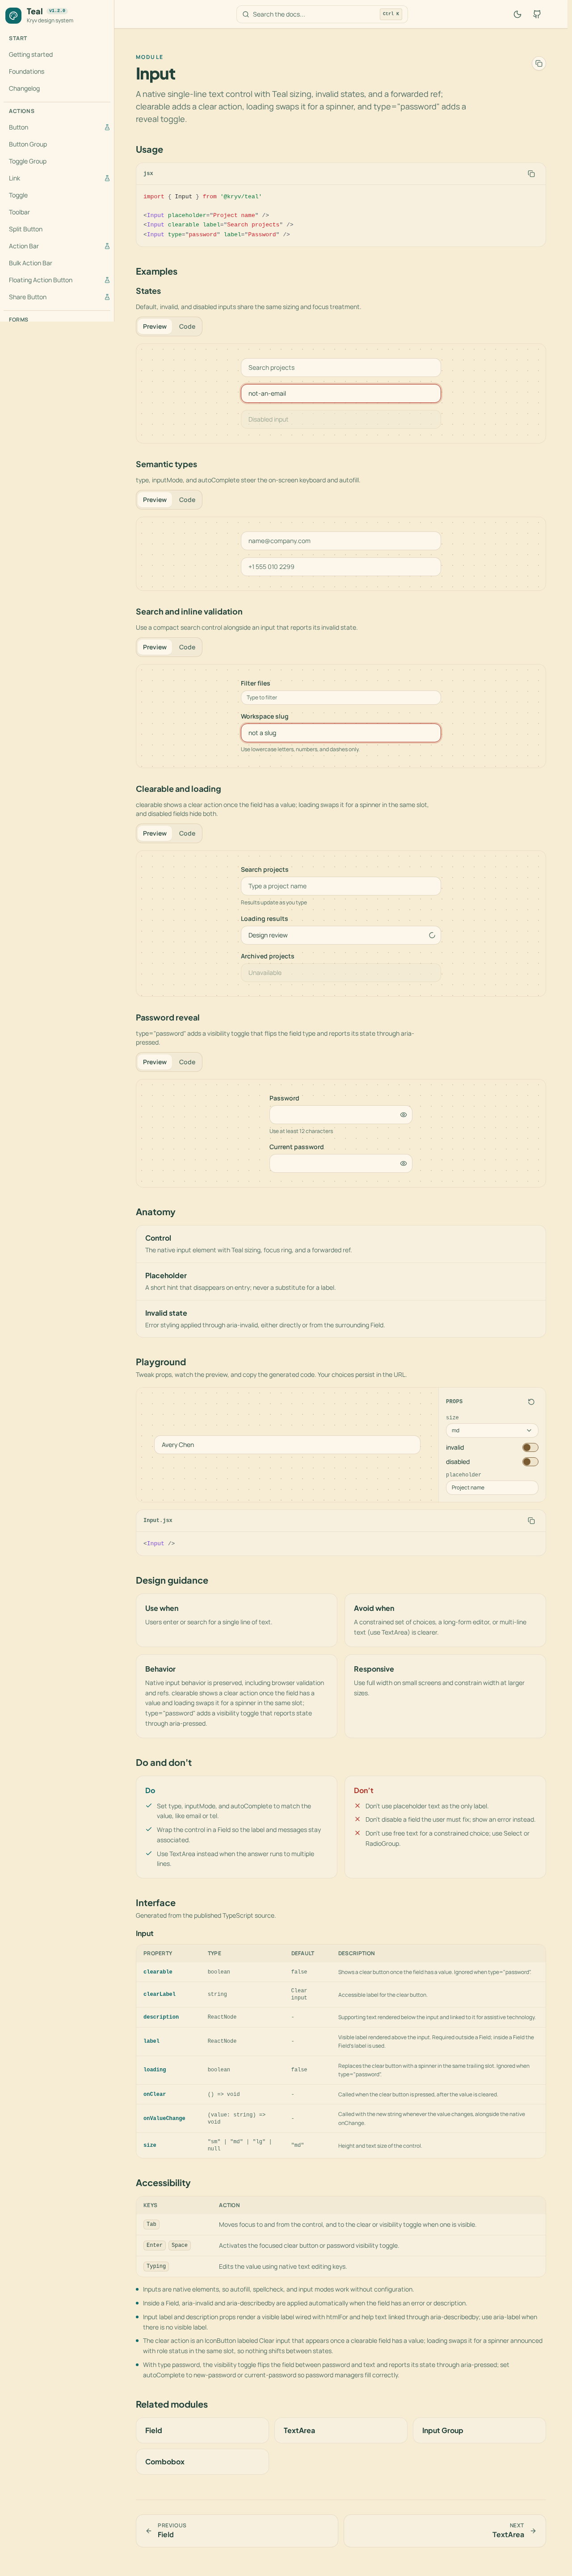 Teal v1.2.0
Kryv design system
START
Getting started
Foundations
Changelog
ACTIONS
Button
Button Group
Toggle Group
Link
Toggle
Toolbar
Split Button
Action Bar
Bulk Action Bar
Floating Action Button
Share Button
FORMS
Search the docs... Ctrl K
MODULE
Input
A native single-line text control with Teal sizing, invalid states, and a forwarded ref;
clearable adds a clear action, loading swaps it for a spinner, and type="password" adds a
reveal toggle.
Usage
jsx
import { Input } from '@kryv/teal'
<Input placeholder="Project name" />
<Input clearable label="Search projects" />
<Input type="password" label="Password" />
Examples
States
Default, invalid, and disabled inputs share the same sizing and focus treatment.
Preview Code
Search projects
not-an-email
Disabled input
Semantic types
type, inputMode, and autoComplete steer the on-screen keyboard and autofill.
Preview Code
name@company.com
+1 555 010 2299
Search and inline validation
Use a compact search control alongside an input that reports its invalid state.
Preview Code
Filter files
Type to filter
Workspace slug
not a slug
Use lowercase letters, numbers, and dashes only.
Clearable and loading
clearable shows a clear action once the field has a value; loading swaps it for a spinner in the same slot,
and disabled fields hide both.
Preview Code
Search projects
Type a project name
Results update as you type.
Loading results
Design review
Archived projects
Unavailable
Password reveal
type="password" adds a visibility toggle that flips the field type and reports its state through aria-
pressed.
Preview Code
Password
Use at least 12 characters.
Current password
Anatomy
Control
The native input element with Teal sizing, focus ring, and a forwarded ref.
Placeholder
A short hint that disappears on entry; never a substitute for a label.
Invalid state
Error styling applied through aria-invalid, either directly or from the surrounding Field.
Playground
Tweak props, watch the preview, and copy the generated code. Your choices persist in the URL.
Avery Chen
PROPS
size
md
invalid
disabled
placeholder
Project name
Input.jsx
<Input />
Design guidance
Use when
Users enter or search for a single line of text.
Avoid when
A constrained set of choices, a long-form editor, or multi-line
text (use TextArea) is clearer.
Behavior
Native input behavior is preserved, including browser validation
and refs. clearable shows a clear action once the field has a
value and loading swaps it for a spinner in the same slot;
type="password" adds a visibility toggle that reports state
through aria-pressed.
Responsive
Use full width on small screens and constrain width at larger
sizes.
Do and don't
Do
Set type, inputMode, and autoComplete to match the
value, like email or tel.
Wrap the control in a Field so the label and messages stay
associated.
Use TextArea instead when the answer runs to multiple
lines.
Don't
Don't use placeholder text as the only label.
Don't disable a field the user must fix; show an error instead.
Don't use free text for a constrained choice; use Select or
RadioGroup.
Interface
Generated from the published TypeScript source.
Input
PROPERTY TYPE DEFAULT DESCRIPTION
clearable boolean false Shows a clear button once the field has a value. Ignored when type="password".
clearLabel string Clear input Accessible label for the clear button.
description ReactNode - Supporting text rendered below the input and linked to it for assistive technology.
label ReactNode - Visible label rendered above the input. Required outside a Field; inside a Field the
Field's label is used.
loading boolean false Replaces the clear button with a spinner in the same trailing slot. Ignored when
type="password".
onClear () => void - Called when the clear button is pressed, after the value is cleared.
onValueChange (value: string) => void - Called with the new string whenever the value changes, alongside the native
onChange.
size "sm" | "md" | "lg" | null "md" Height and text size of the control.
Accessibility
KEYS ACTION
Tab Moves focus to and from the control, and to the clear or visibility toggle when one is visible.
Enter Space Activates the focused clear button or password visibility toggle.
Typing Edits the value using native text editing keys.
Inputs are native elements, so autofill, spellcheck, and input modes work without configuration.
Inside a Field, aria-invalid and aria-describedby are applied automatically when the field has an error or description.
Input label and description props render a visible label wired with htmlFor and help text linked through aria-describedby; use aria-label when
there is no visible label.
The clear action is an IconButton labeled Clear input that appears once a clearable field has a value; loading swaps it for a spinner announced
with role status in the same slot, so nothing shifts between states.
With type password, the visibility toggle flips the field between password and text and reports its state through aria-pressed; set
autoComplete to new-password or current-password so password managers fill correctly.
Related modules
Field
TextArea
Input Group
Combobox
PREVIOUS
Field
NEXT
TextArea